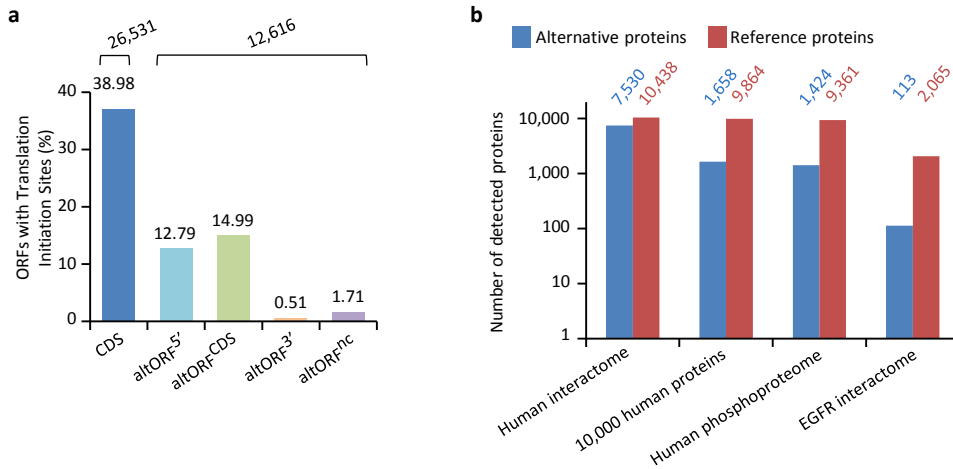 a
26,531
12,616
ORFs with Translation
Initiation Sites (%)
40
30
20
10
0
38.98
12.79
14.99
0.51
1.71
CDS
altORF5'
altORFCDS
altORF3'
altORFnc
b
Alternative proteins
Reference proteins
7,530
10,438
1,658
9,864
1,424
9,361
113
2,065
Number of detected proteins
10,000
1,000
100
10
1
Human interactome
10,000 human proteins
Human phosphoproteome
EGFR interactome